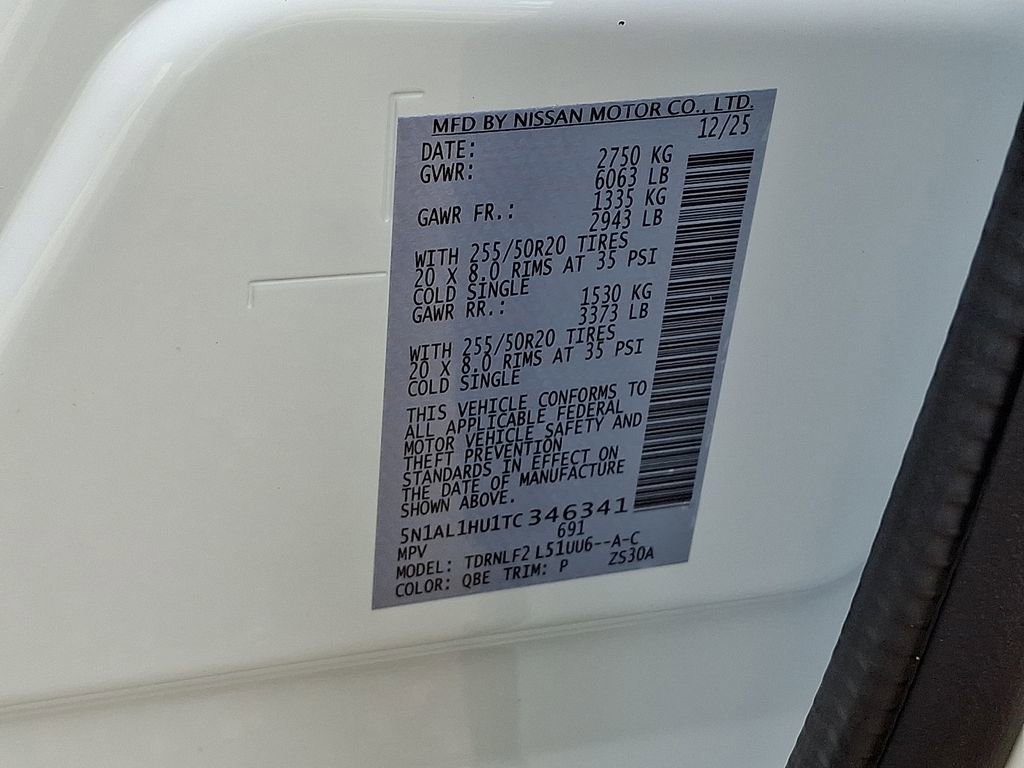 MFD BY NISSAN MOTOR CO., LTD.
DATE: 12/25
GVWR: 2750 KG
6063 LB
GAWR FR.: 1335 KG
2943 LB
WITH 255/50R20 TIRES
20 X 8.0 RIMS AT 35 PSI
COLD SINGLE
GAWR RR.: 1530 KG
3373 LB
WITH 255/50R20 TIRES
20 X 8.0 RIMS AT 35 PSI
COLD SINGLE
THIS VEHICLE CONFORMS TO
ALL APPLICABLE FEDERAL
MOTOR VEHICLE SAFETY AND
THEFT PREVENTION
STANDARDS IN EFFECT ON
THE DATE OF MANUFACTURE
SHOWN ABOVE.
5N1AL1HU1TC346341
MPV 691
MODEL: TDRNLF2 L51UU6--A-C
COLOR: QBE TRIM: P ZS30A